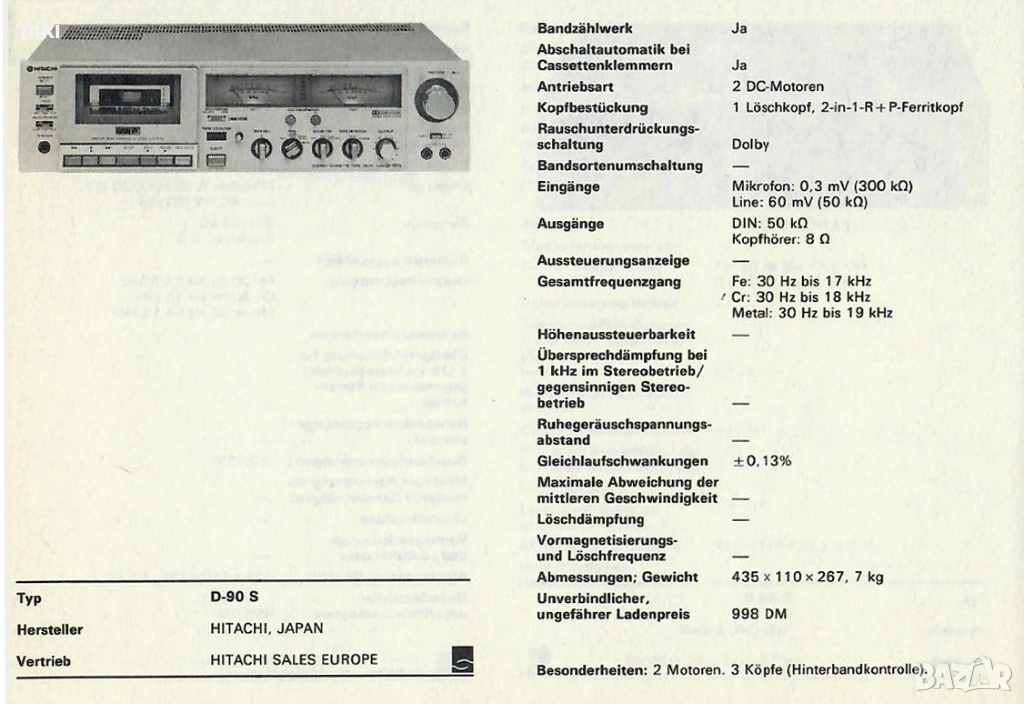 niki
HITACHI
Typ D-90 S
Hersteller HITACHI, JAPAN
Vertrieb HITACHI SALES EUROPE
Bandzählwerk Ja
Abschaltautomatik bei
Cassettenklemmern Ja
Antriebsart 2 DC-Motoren
Kopfbestückung 1 Löschkopf, 2-in-1-R + P-Ferritkopf
Rauschunterdrückungs-
schaltung Dolby
Bandsortenumschaltung —
Eingänge Mikrofon: 0,3 mV (300 kΩ)
Line: 60 mV (50 kΩ)
Ausgänge DIN: 50 kΩ
Kopfhörer: 8 Ω
Aussteuerungsanzeige —
Gesamtfrequenzgang Fe: 30 Hz bis 17 kHz
Cr: 30 Hz bis 18 kHz
Metal: 30 Hz bis 19 kHz
Höhenaussteuerbarkeit —
Übersprechdämpfung bei
1 kHz im Stereobetrieb/
gegensinnigen Stereo-
betrieb —
Ruhegeräuschspannungs-
abstand —
Gleichlaufschwankungen ±0,13%
Maximale Abweichung der
mittleren Geschwindigkeit —
Löschdämpfung —
Vormagnetisierungs-
und Löschfrequenz —
Abmessungen; Gewicht 435 × 110 × 267, 7 kg
Unverbindlicher,
ungefährer Ladenpreis 998 DM
Besonderheiten: 2 Motoren. 3 Köpfe (Hinterbandkontrolle).
BAZAR